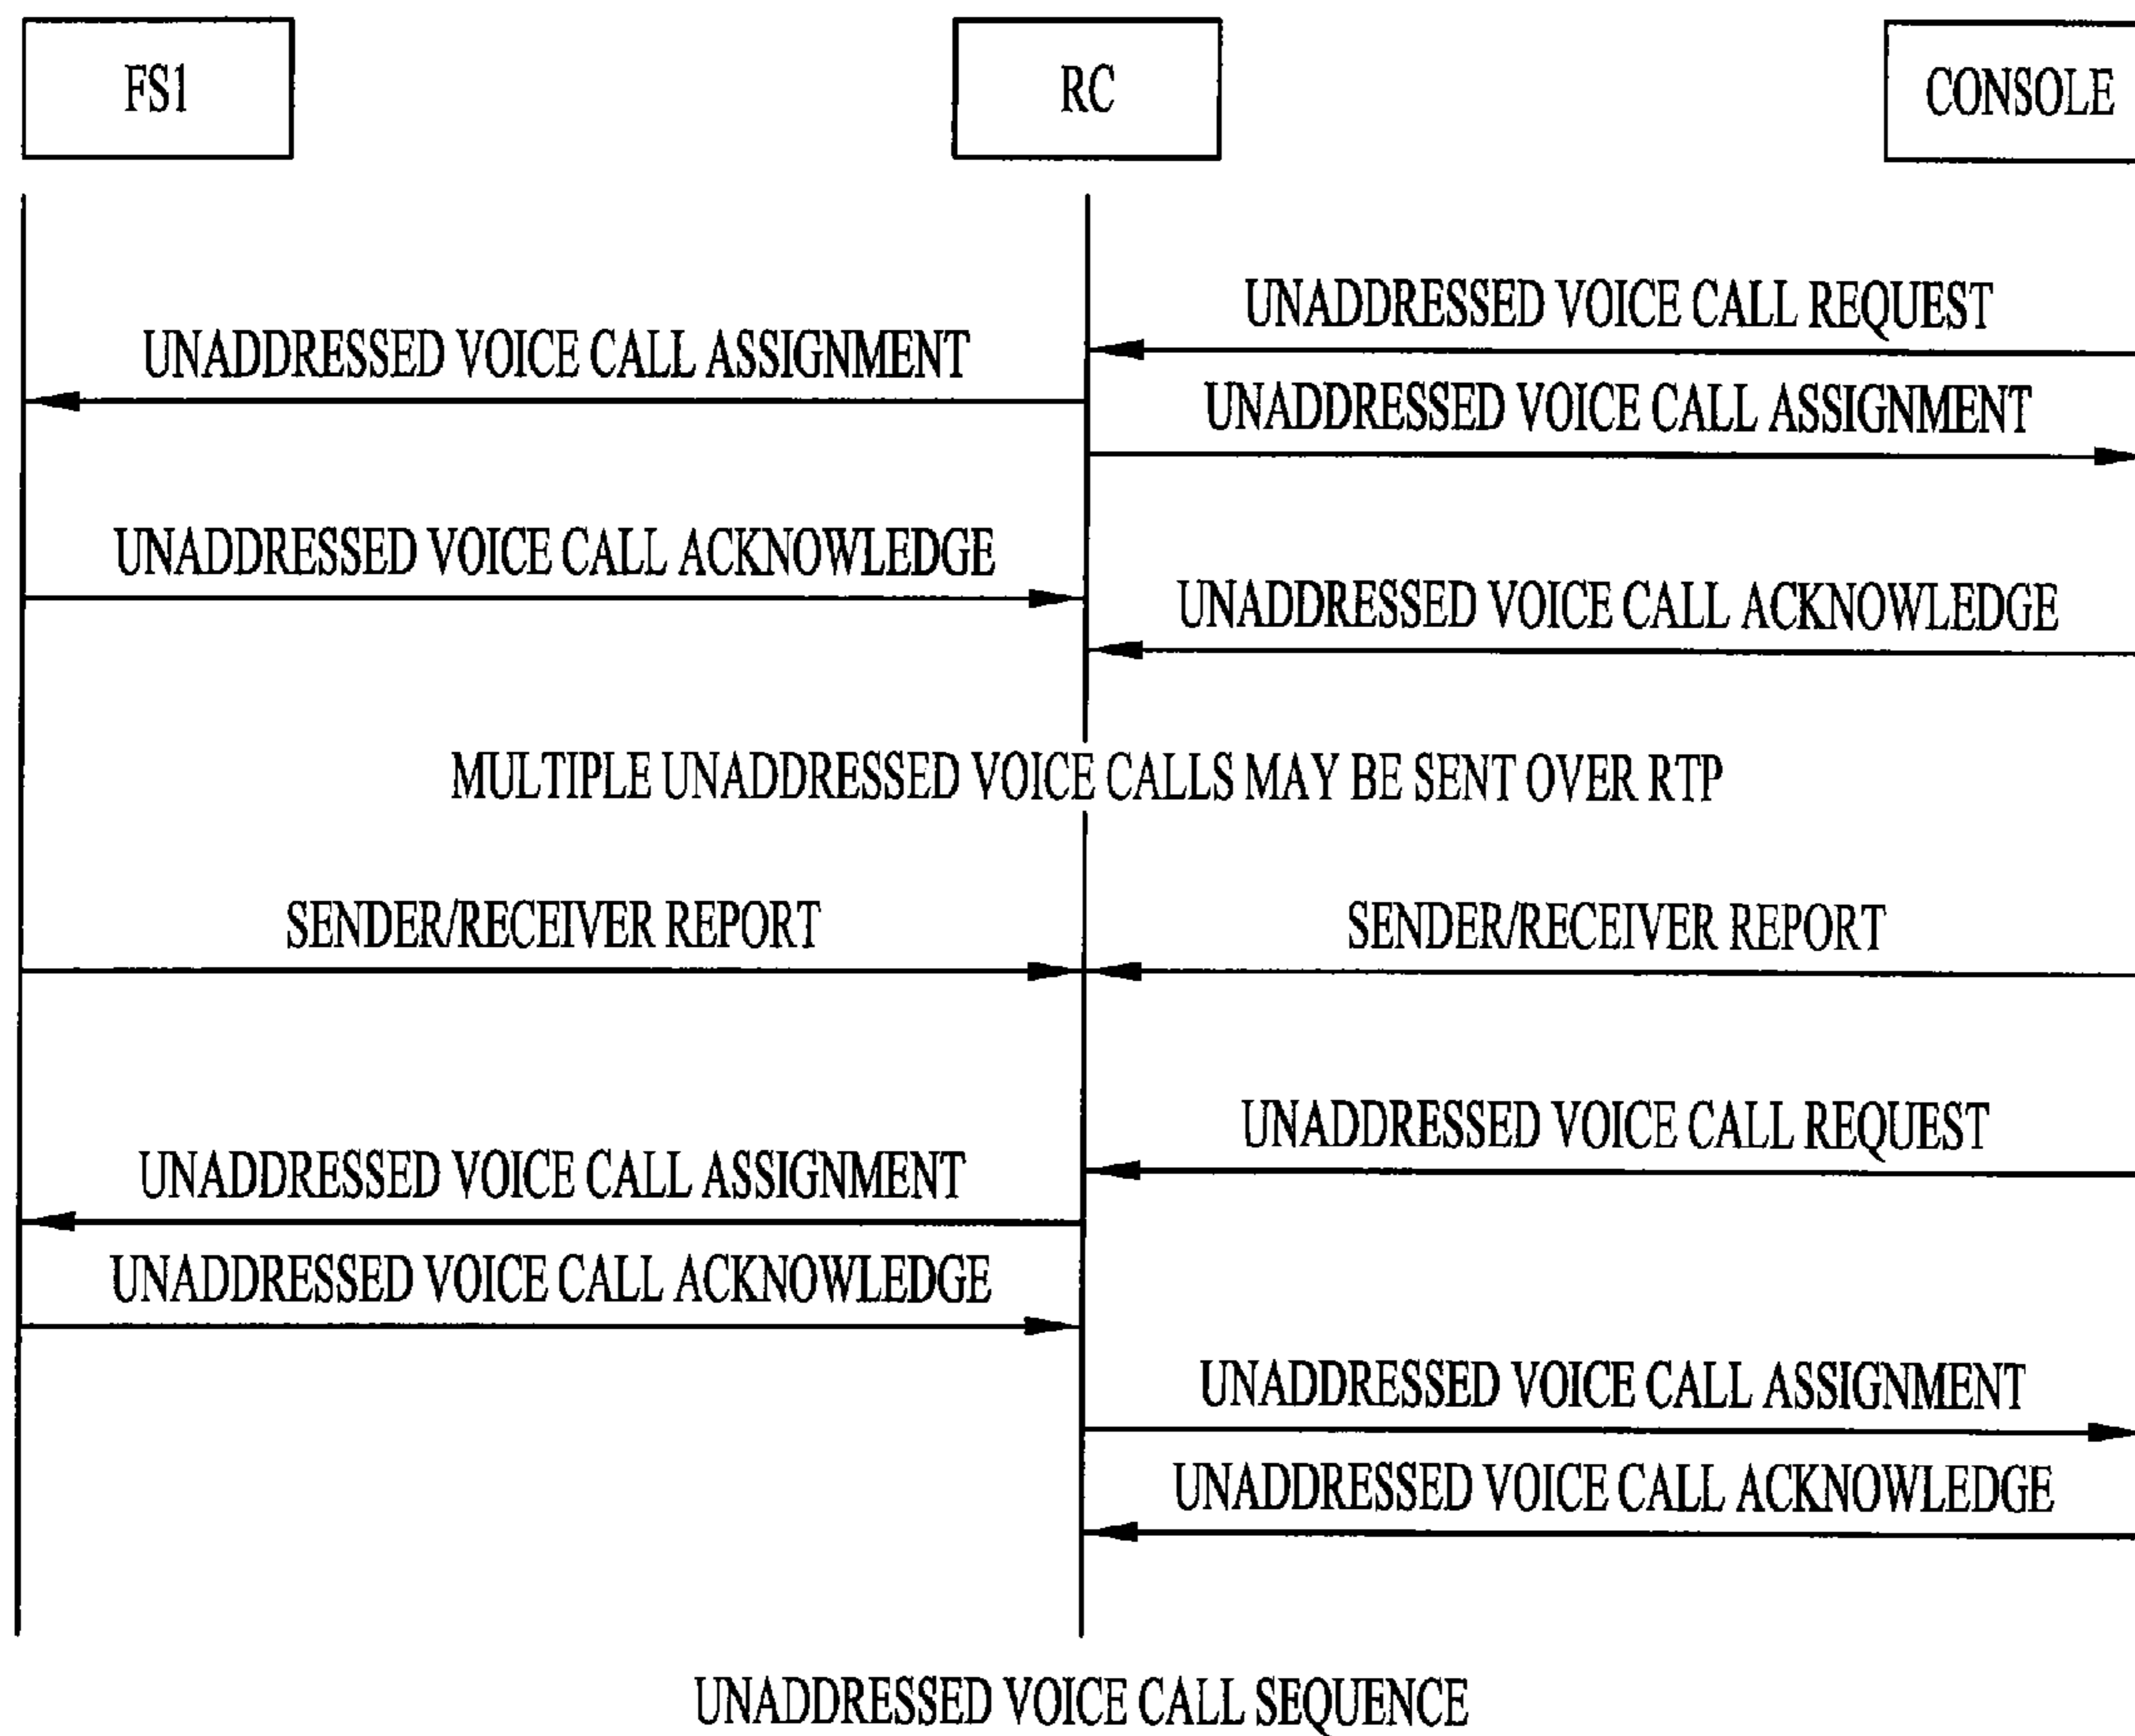 FS1
RC
CONSOLE
UNADDRESSED VOICE CALL REQUEST
UNADDRESSED VOICE CALL ASSIGNMENT
UNADDRESSED VOICE CALL ASSIGNMENT
UNADDRESSED VOICE CALL ACKNOWLEDGE
UNADDRESSED VOICE CALL ACKNOWLEDGE
MULTIPLE UNADDRESSED VOICE CALLS MAY BE SENT OVER RTP
SENDER/RECEIVER REPORT
SENDER/RECEIVER REPORT
UNADDRESSED VOICE CALL REQUEST
UNADDRESSED VOICE CALL ASSIGNMENT
UNADDRESSED VOICE CALL ACKNOWLEDGE
UNADDRESSED VOICE CALL ASSIGNMENT
UNADDRESSED VOICE CALL ACKNOWLEDGE
UNADDRESSED VOICE CALL SEQUENCE